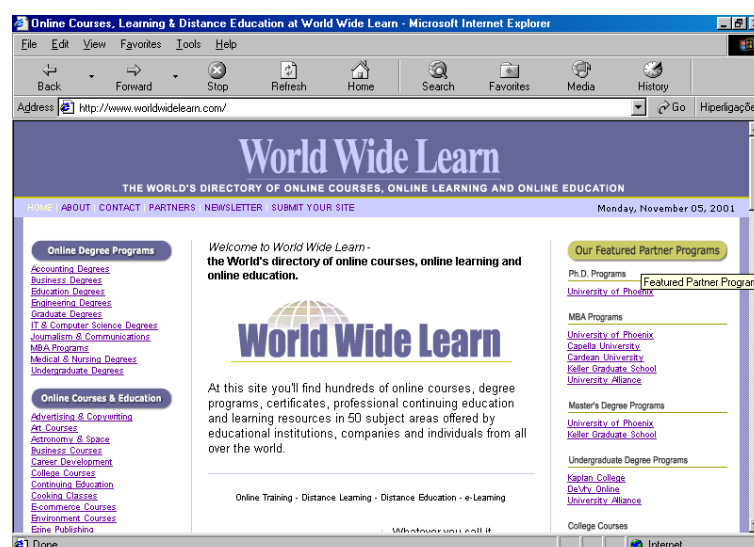 Online Courses, Learning & Distance Education at World Wide Learn - Microsoft Internet Explorer
File Edit View Favorites Tools Help
Back Forward Stop Refresh Home Search Favorites Media History
Address http://www.worldwidelearn.com/ Go Hiperligaçõe
World Wide Learn
THE WORLD'S DIRECTORY OF ONLINE COURSES, ONLINE LEARNING AND ONLINE EDUCATION
HOME | ABOUT | CONTACT | PARTNERS | NEWSLETTER | SUBMIT YOUR SITE Monday, November 05, 2001
Online Degree Programs
Accounting Degrees
Business Degrees
Education Degrees
Engineering Degrees
Graduate Degrees
IT & Computer Science Degrees
Journalism & Communications
MBA Programs
Medical & Nursing Degrees
Undergraduate Degrees
Online Courses & Education
Advertising & Copywriting
Art Courses
Astronomy & Space
Business Courses
Career Development
College Courses
Continuing Education
Cooking Classes
E-commerce Courses
Environment Courses
Ezine Publishing
Welcome to World Wide Learn-
the World's directory of online courses, online learning and
online education.
World Wide Learn
At this site you'll find hundreds of online courses, degree
programs, certificates, professional continuing education
and learning resources in 50 subject areas offered by
educational institutions, companies and individuals from all
over the world.
Online Training - Distance Learning - Distance Education - e-Learning
Whatever you call it
Our Featured Partner Programs
Ph.D. Programs
Featured Partner Program
University of Phoenix
MBA Programs
University of Phoenix
Capella University
Cardean University
Keller Graduate School
University Alliance
Master's Degree Programs
University of Phoenix
Keller Graduate School
Undergraduate Degree Programs
Kaplan College
DeVry Online
University Alliance
College Courses
Done Internet